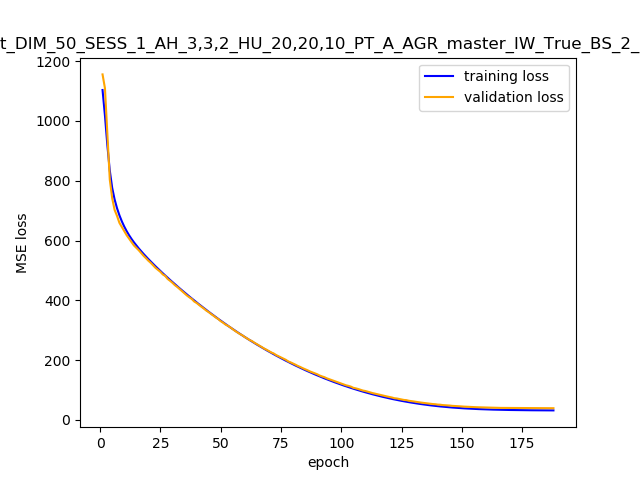 t_DIM_50_SESS_1_AH_3,3,2_HU_20,20,10_PT_A_AGR_master_IW_True_BS_2_
training loss
validation loss
MSE loss
1200
1000
800
600
400
200
0
0 25 50 75 100 125 150 175
epoch